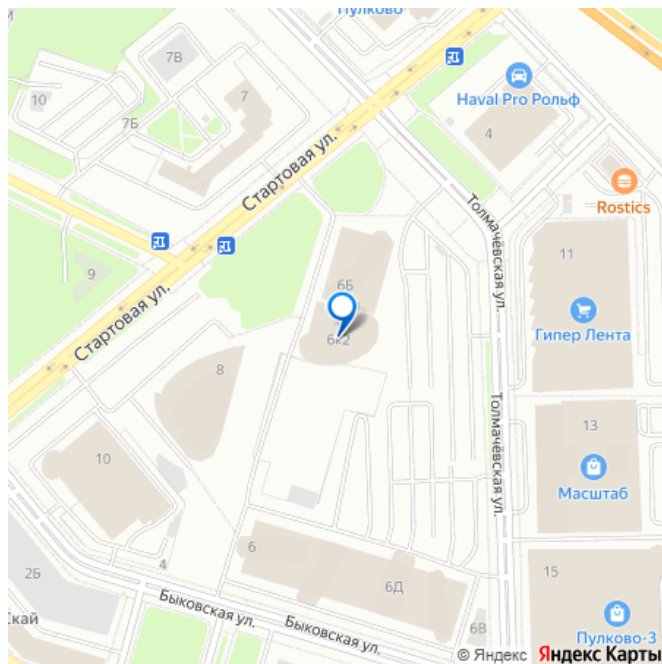 Пулково
7В
10
7
7Б
Haval Pro Рольф
4
Стартовая ул.
Толмачёвская ул.
Rostics
9
11
6Б
Гипер Лента
Стартовая ул.
6к2
8
Толмачёвская ул.
13
10
Масштаб
6
4
2Б
6Д
15
Быковская ул.
Быковская ул.
6В
Скай
Пулково-3
© Яндекс Яндекс Карты